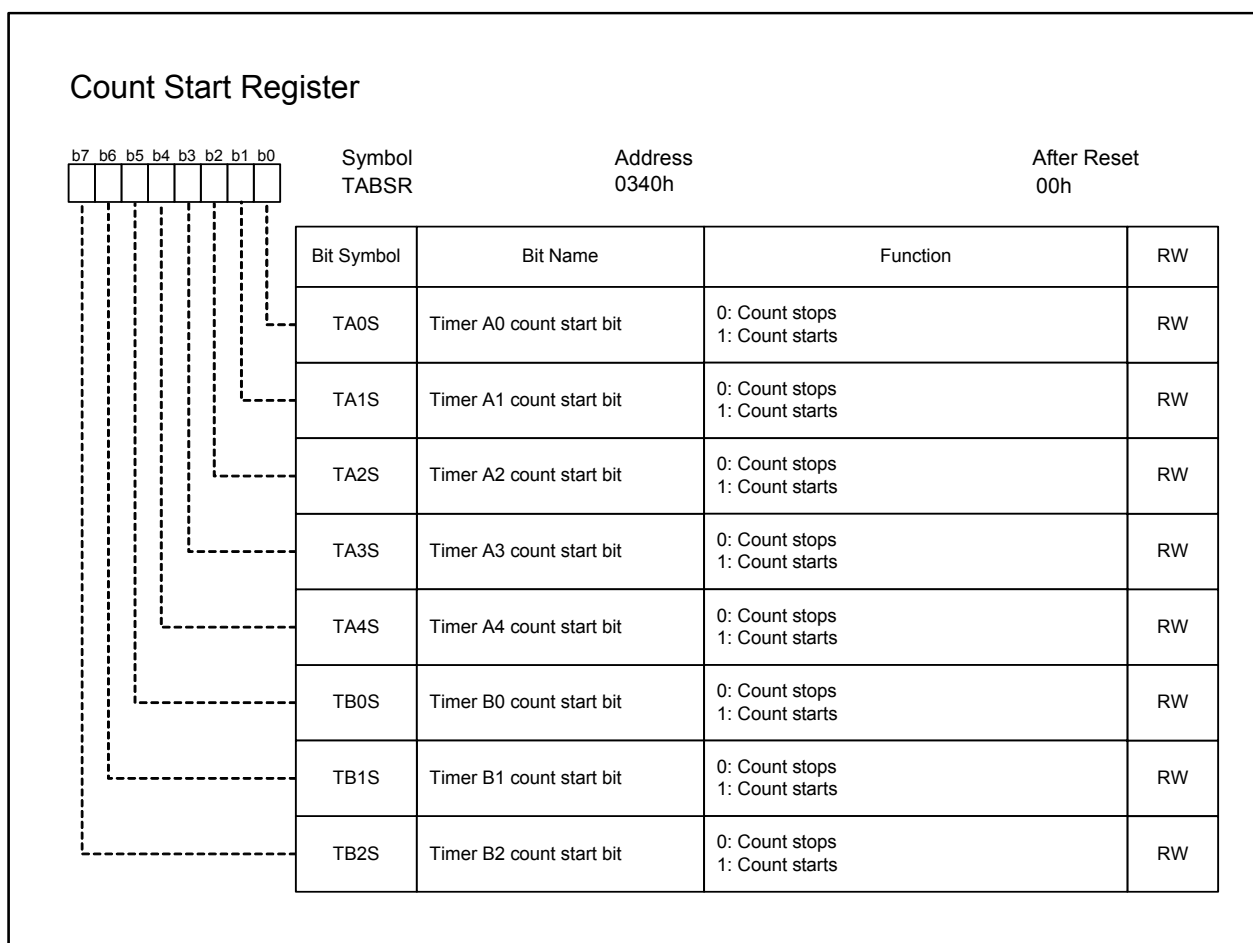 Count Start Register
b7 b6 b5 b4 b3 b2 b1 b0
Symbol Address After Reset
TABSR 0340h 00h
Bit Symbol Bit Name Function RW
TA0S Timer A0 count start bit 0: Count stops
1: Count starts RW
TA1S Timer A1 count start bit 0: Count stops
1: Count starts RW
TA2S Timer A2 count start bit 0: Count stops
1: Count starts RW
TA3S Timer A3 count start bit 0: Count stops
1: Count starts RW
TA4S Timer A4 count start bit 0: Count stops
1: Count starts RW
TB0S Timer B0 count start bit 0: Count stops
1: Count starts RW
TB1S Timer B1 count start bit 0: Count stops
1: Count starts RW
TB2S Timer B2 count start bit 0: Count stops
1: Count starts RW